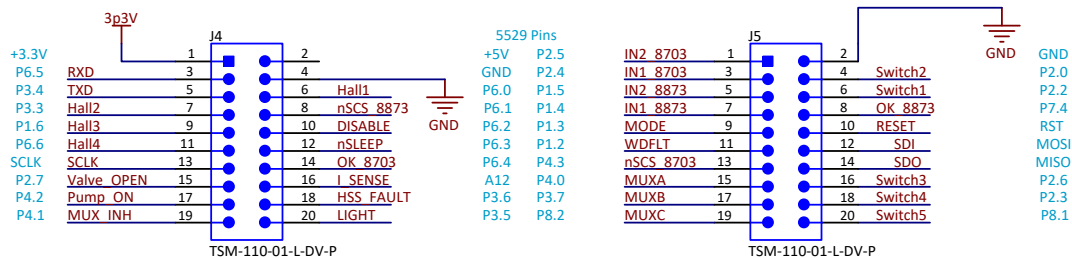 3p3V
J4 5529 Pins J5 GND
+3.3V 1 2 +5V P2.5 IN2_8703 1 2 GND
P6.5 RXD 3 4 GND P2.4 IN1_8703 3 4 Switch2 P2.0
P3.4 TXD 5 6 Hall1 P6.0 P1.5 IN2_8873 5 6 Switch1 P2.2
P3.3 Hall2 7 8 nSCS_8873 GND P6.1 P1.4 IN1_8873 7 8 OK_8873 P7.4
P1.6 Hall3 9 10 DISABLE P6.2 P1.3 MODE 9 10 RESET RST
P6.6 Hall4 11 12 nSLEEP P6.3 P1.2 WDFLT 11 12 SDI MOSI
SCLK SCLK 13 14 OK_8703 P6.4 P4.3 nSCS_8703 13 14 SDO MISO
P2.7 Valve_OPEN 15 16 I_SENSE A12 P4.0 MUXA 15 16 Switch3 P2.6
P4.2 Pump_ON 17 18 HSS_FAULT P3.6 P3.7 MUXB 17 18 Switch4 P2.3
P4.1 MUX_INH 19 20 LIGHT P3.5 P8.2 MUXC 19 20 Switch5 P8.1
TSM-110-01-L-DV-P TSM-110-01-L-DV-P